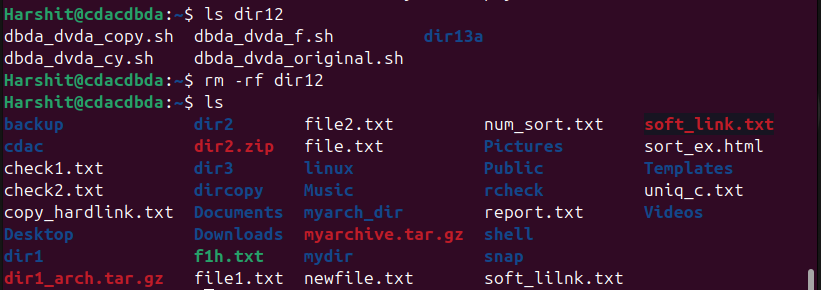 Harshit@cdacdbda:~$ ls dir12
dbda_dvda_copy.sh dbda_dvda_f.sh dir13a
dbda_dvda_cy.sh dbda_dvda_original.sh
Harshit@cdacdbda:~$ rm -rf dir12
Harshit@cdacdbda:~$ ls
backup dir2 file2.txt num_sort.txt soft_link.txt
cdac dir2.zip file.txt Pictures sort_ex.html
check1.txt dir3 linux Public Templates
check2.txt dircopy Music rcheck uniq_c.txt
copy_hardlink.txt Documents myarch_dir report.txt Videos
Desktop Downloads myarchive.tar.gz shell
dir1 f1h.txt mydir snap
dir1_arch.tar.gz file1.txt newfile.txt soft_lilnk.txt